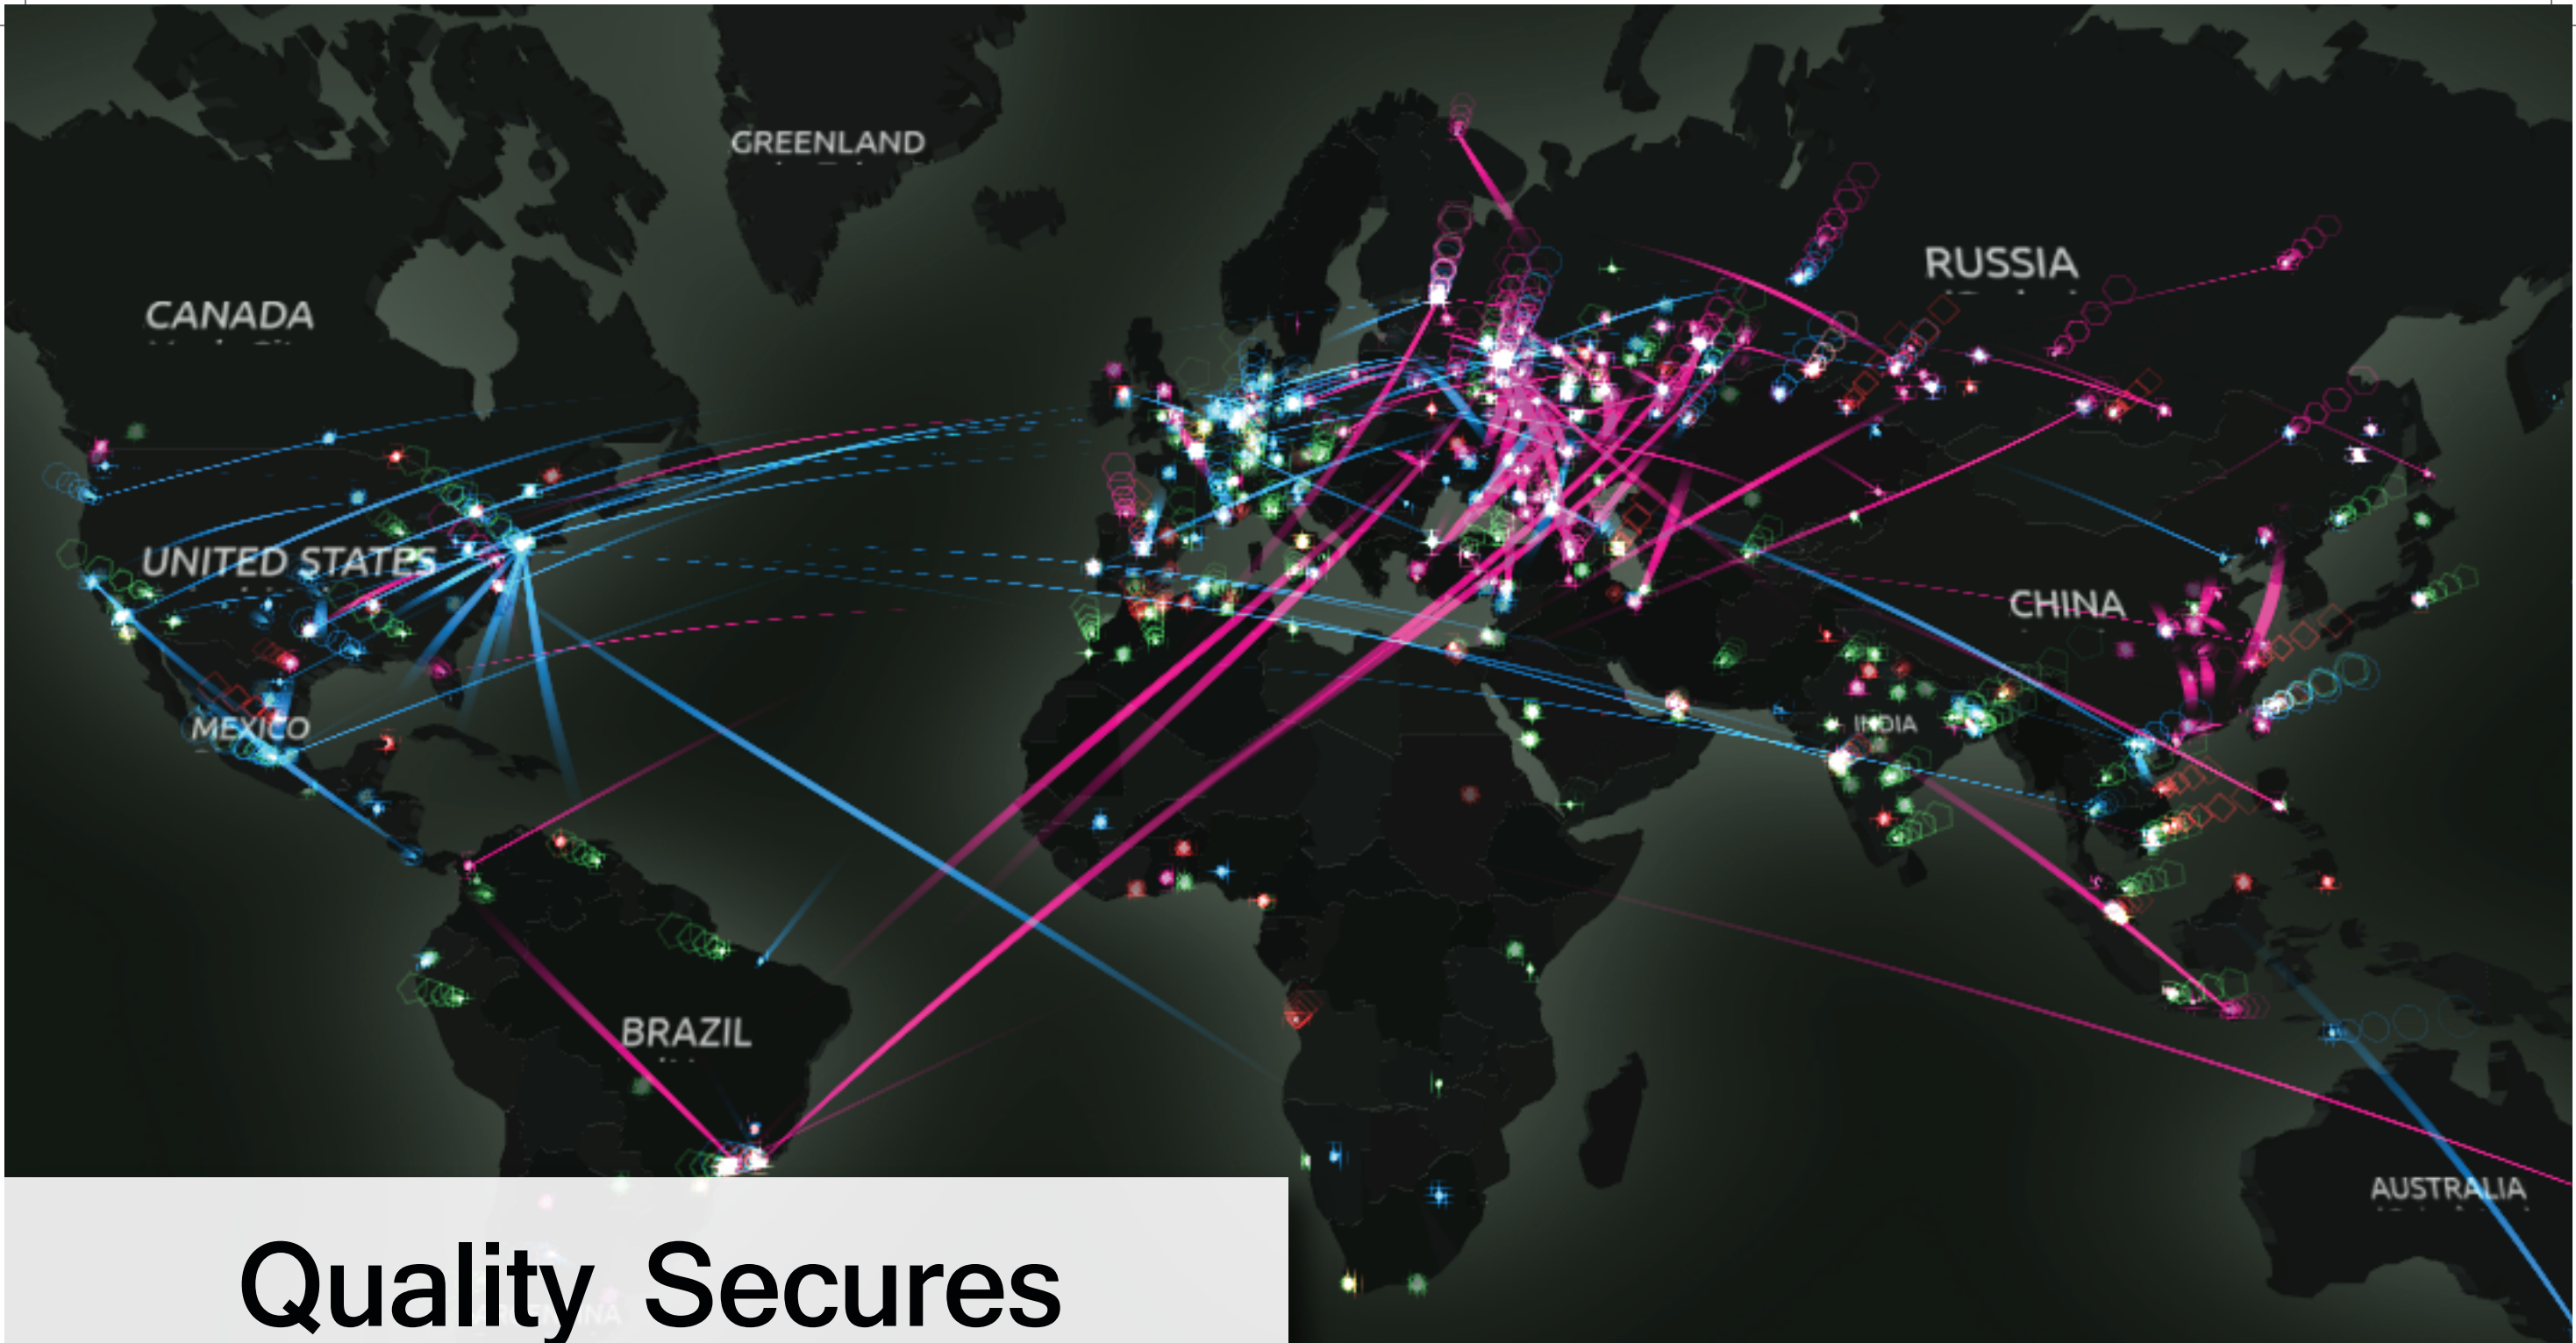 GREENLAND
RUSSIA
CANADA
UNITED STATES
CHINA
MEXICO
INDIA
BRAZIL
AUSTRALIA
Quality Secures